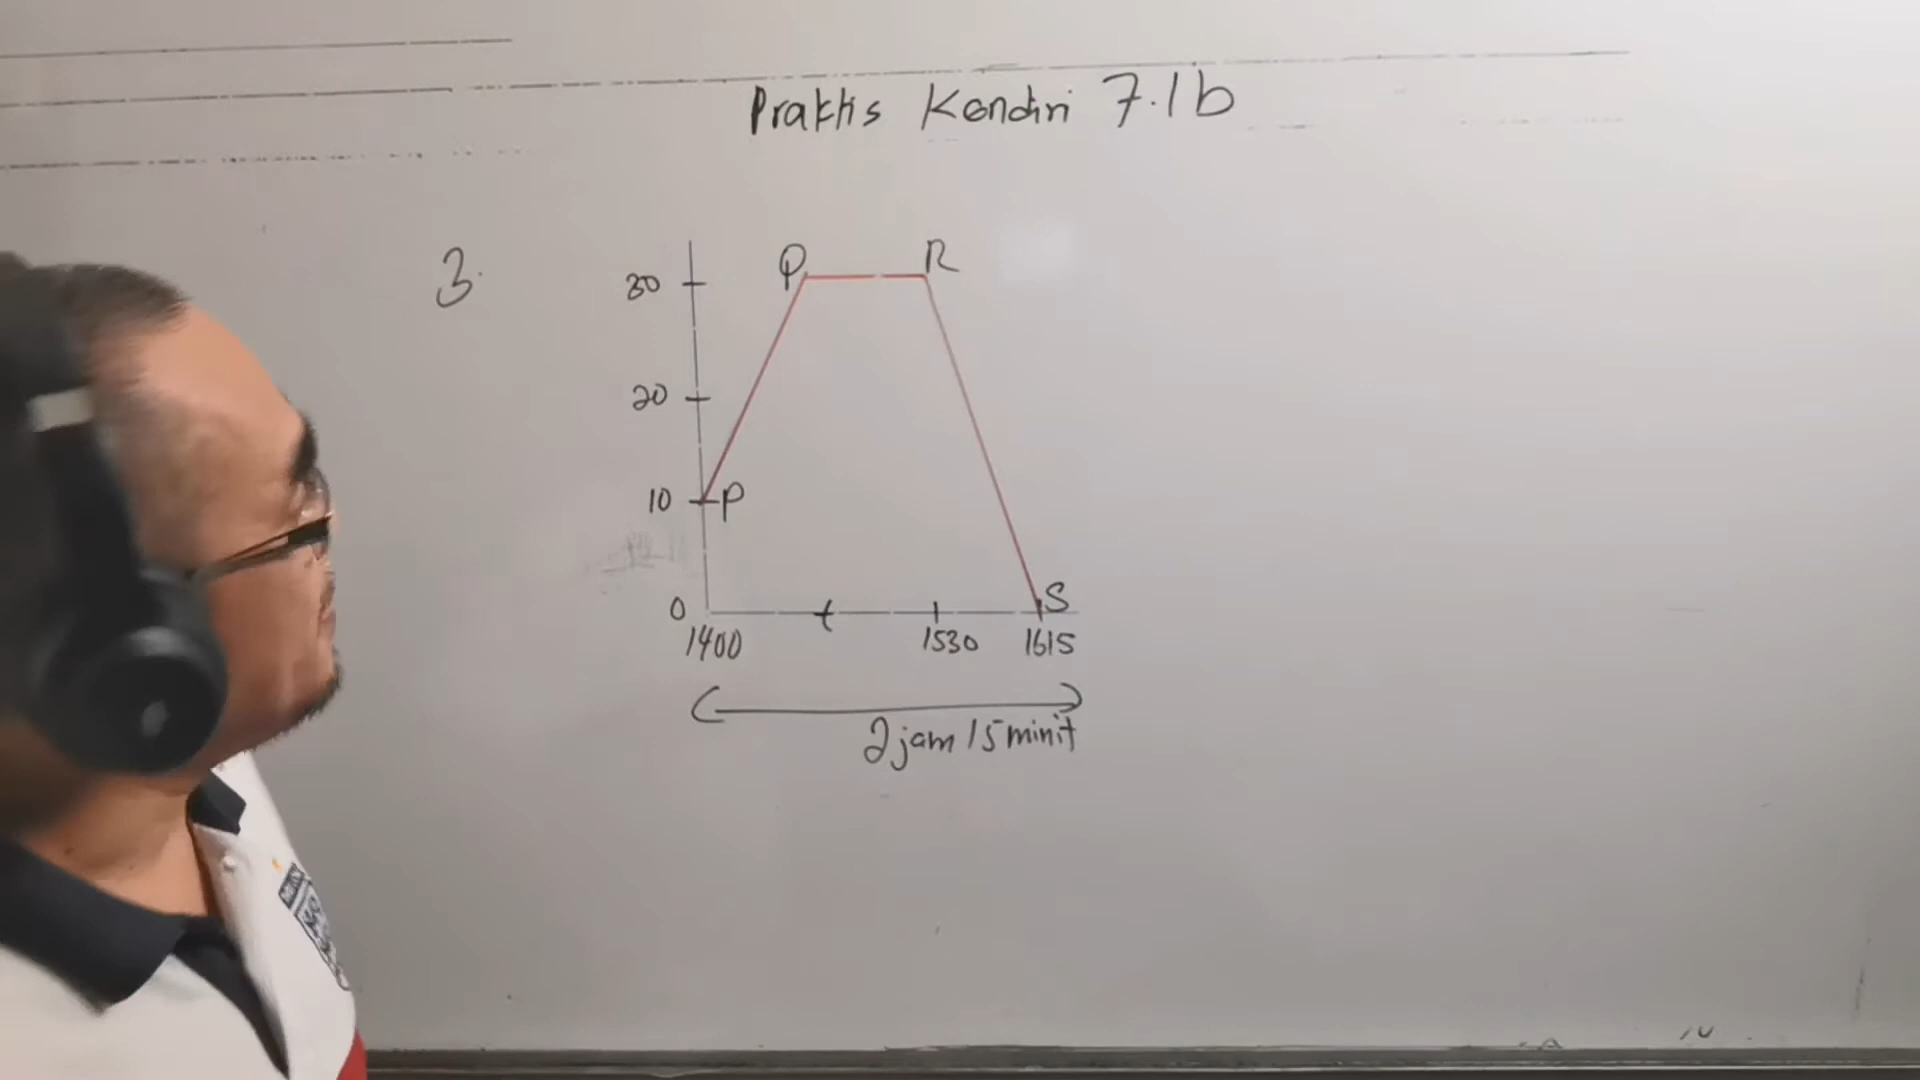 Praktis Kendiri 7.1b
3.
30
Q
R
20
10
P
0
t
S
1400
1530
1615
2 jam 15 minit